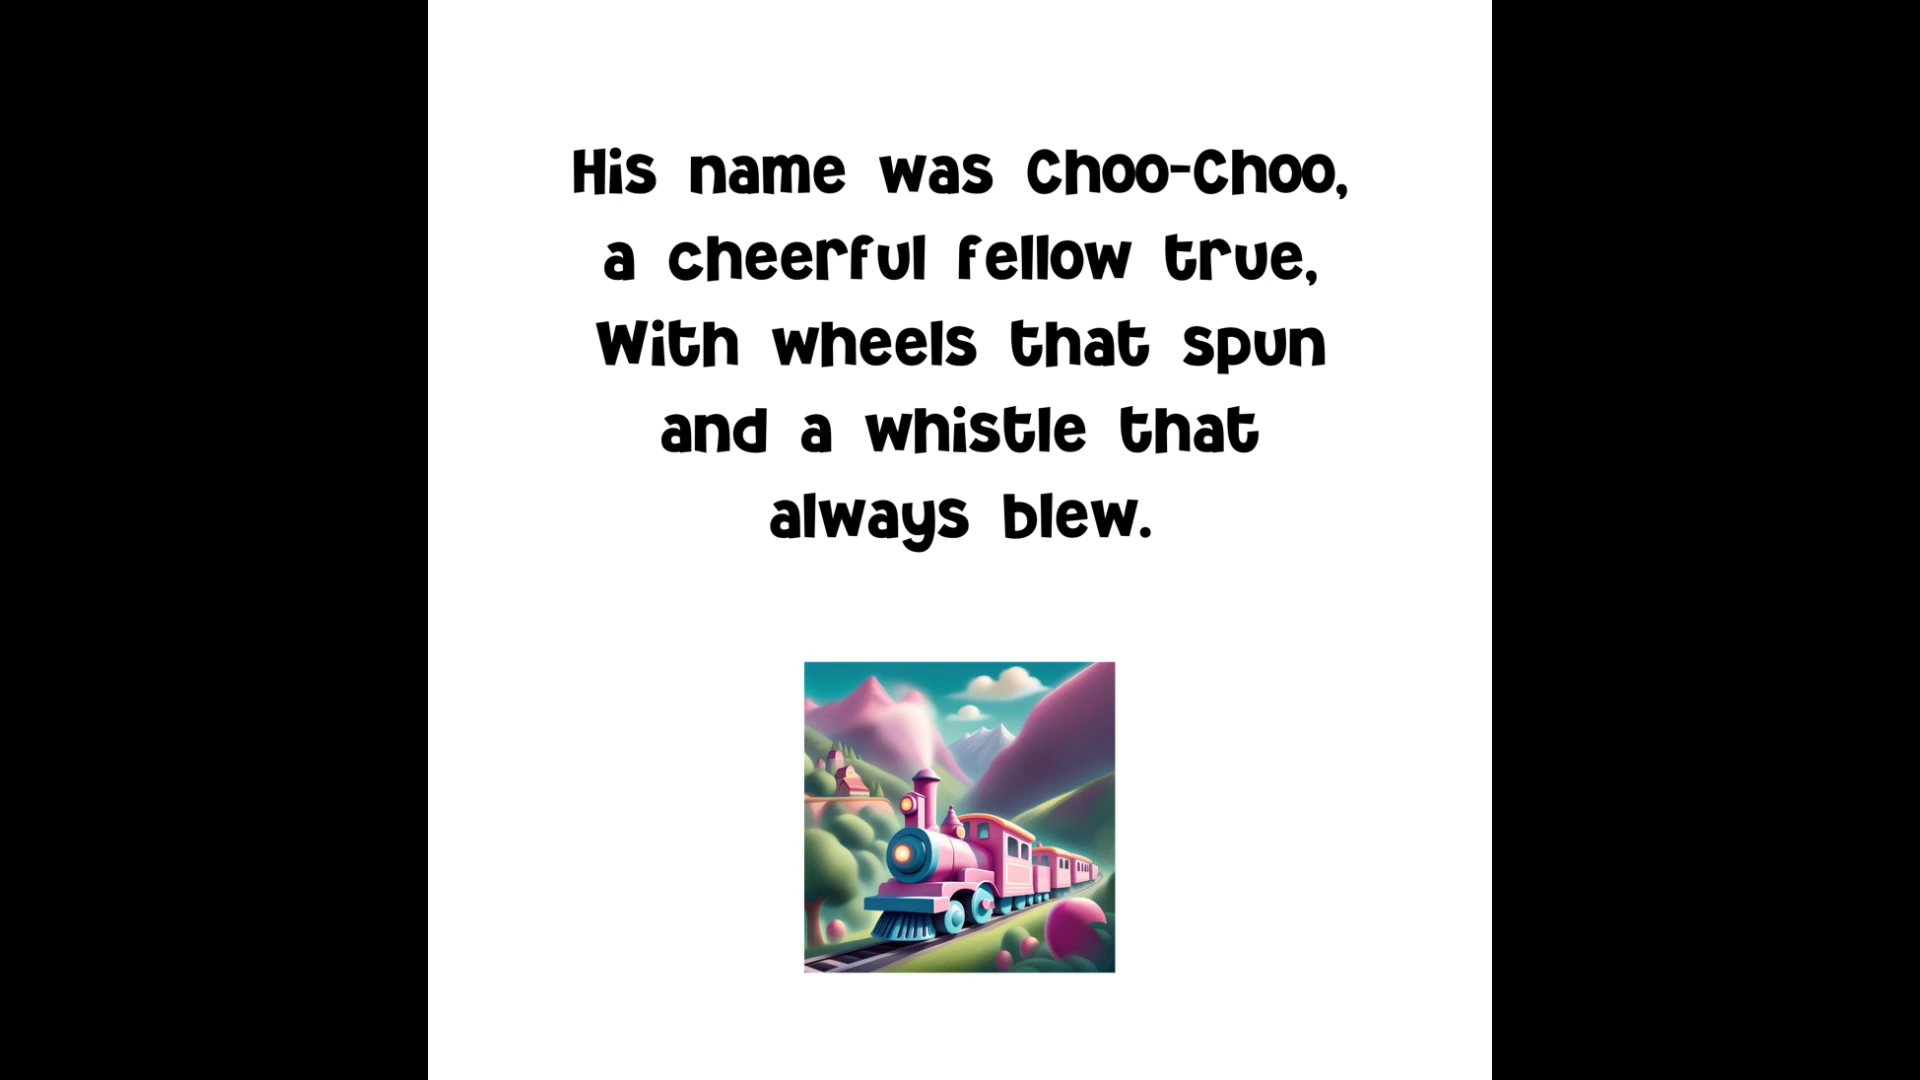 His name was Choo-Choo,
a cheerful fellow true,
With wheels that spun
and a whistle that
always blew.